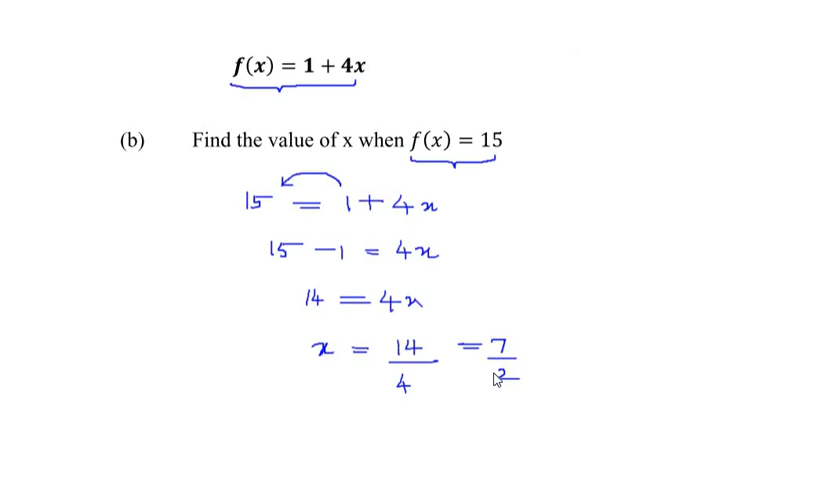 f(x) = 1 + 4x
(b) Find the value of x when f(x) = 15
15 = 1 + 4x
15 - 1 = 4x
14 = 4x
x = 14/4 = 7/2